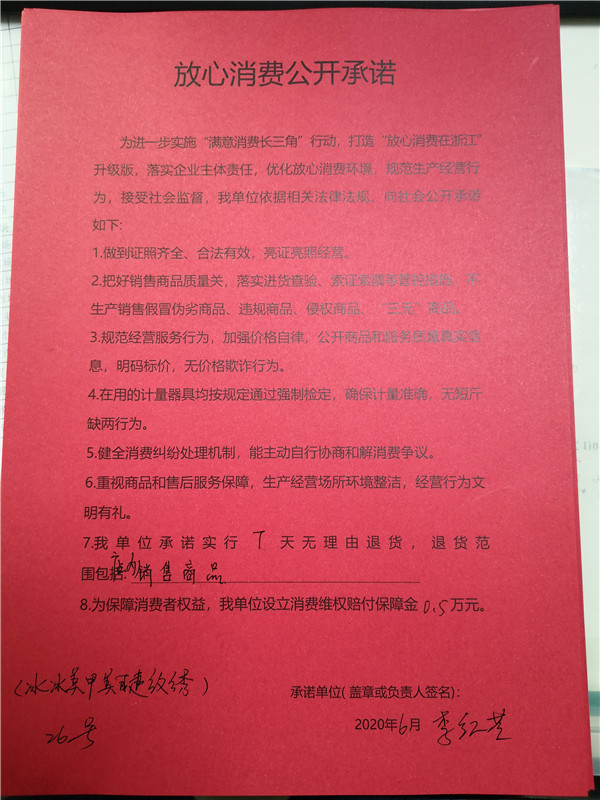 放心消费公开承诺
为进一步实施“满意消费长三角”行动，打造“放心消费在浙江”
升级版，落实企业主体责任，优化放心消费环境，规范生产经营行
为，接受社会监督，我单位依据相关法律法规，向社会公开承诺
如下:
1.做到证照齐全、合法有效，亮证亮照经营。
2.把好销售商品质量关，落实进货查验、索证索票等自律措施，不
生产销售假冒伪劣商品、违规商品、侵权商品、“三无”商品。
3.规范经营服务行为，加强价格自律，公开商品和服务质量真实信
息，明码标价，无价格欺诈行为。
4.在用的计量器具均按规定通过强制检定，确保计量准确，无短斤
缺两行为。
5.健全消费纠纷处理机制，能主动自行协商和解消费争议。
6.重视商品和售后服务保障，生产经营场所环境整洁，经营行为文
明有礼。
7.我单位承诺实行 7 天无理由退货，退货范
围包括: 店内销售商品
8.为保障消费者权益，我单位设立消费维权赔付保障金 0.5 万元。
(冰冰美甲美睫纹绣)
承诺单位( 盖章或负责人签名):
26号
2020年6月 李红芝